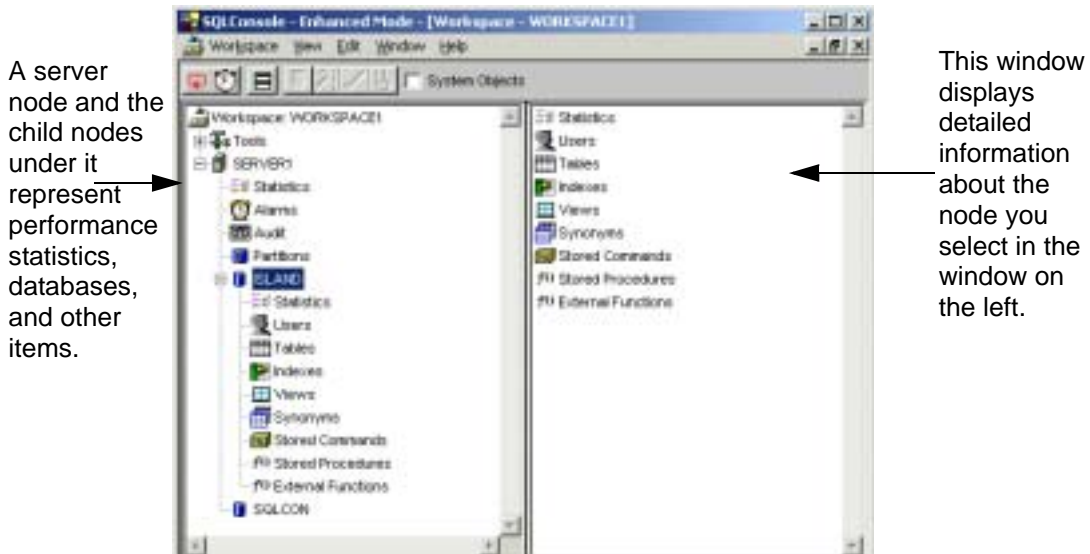 A server
node and the
child nodes
under it
represent
performance
statistics,
databases,
and other
items.
SQLConsole - Enhanced Mode - [Workspace - WORKSPACE1]
Workspace View Edit Window Help
System Objects
Workspace: WORKSPACE1
Tools
SERVER1
Statistics
Alarms
Audit
Partitions
ISLAND
Statistics
Users
Tables
Indexes
Views
Synonyms
Stored Commands
f() Stored Procedures
f() External Functions
SQLCON
Statistics
Users
Tables
Indexes
Views
Synonyms
Stored Commands
f() Stored Procedures
f() External Functions
This window
displays
detailed
information
about the
node you
select in the
window on
the left.